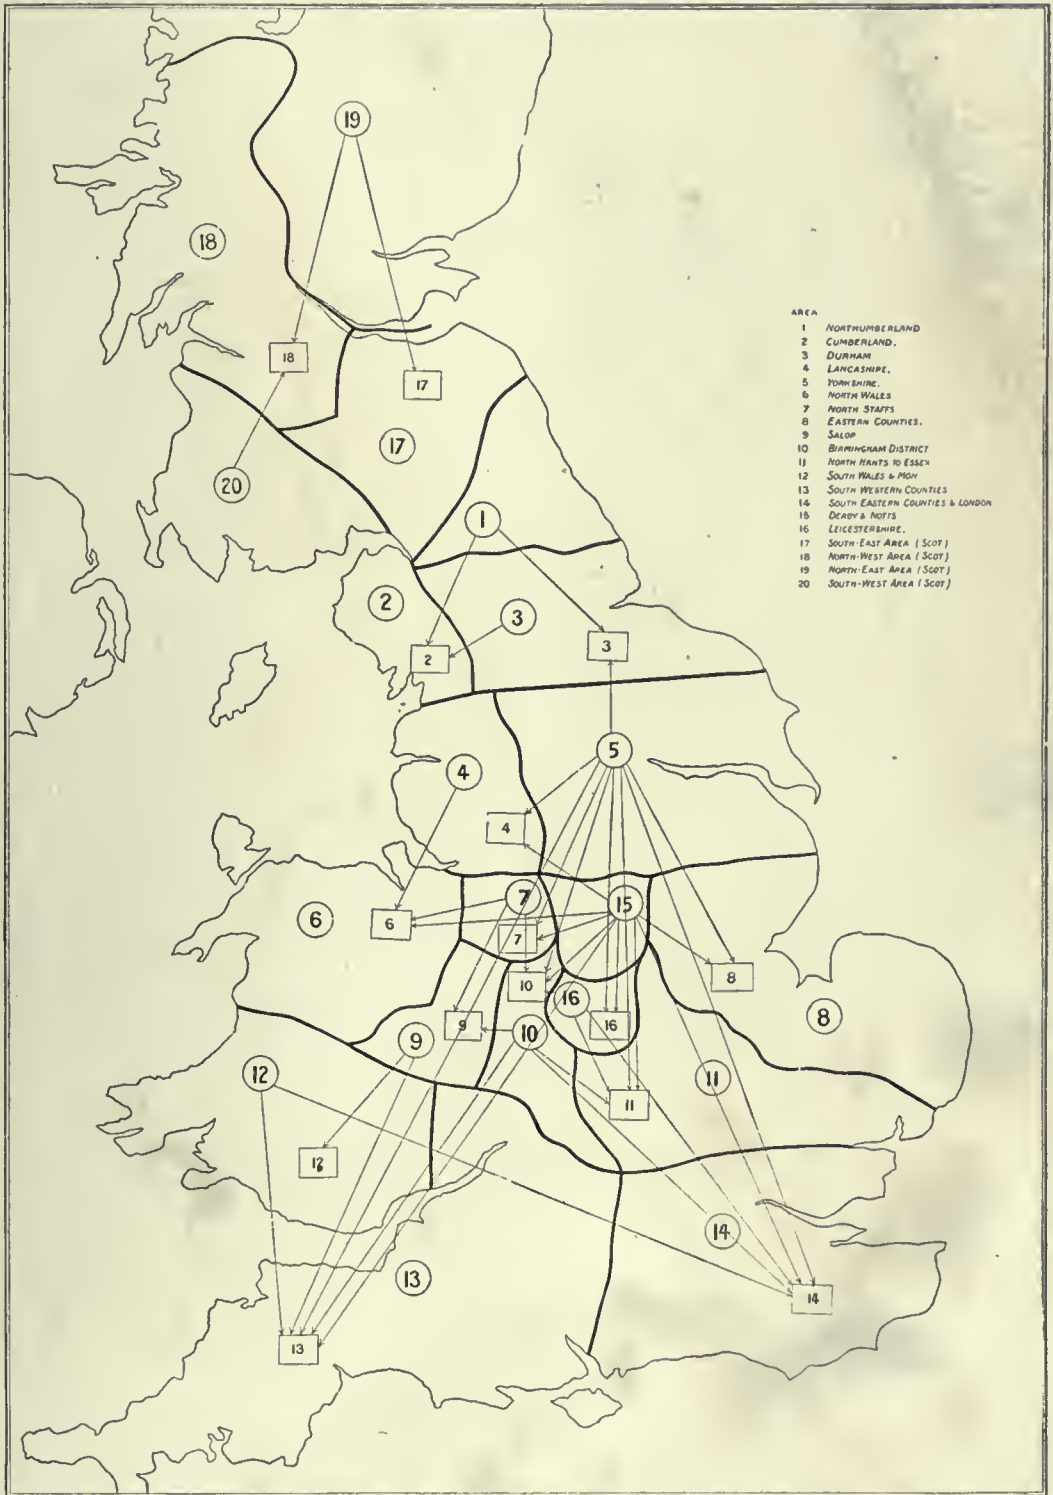 19
18
AREA
1 NORTHUMBERLAND
2 CUMBERLAND.
3 DURHAM
4 LANCASHIRE.
5 YORKSHIRE.
6 NORTH WALES
7 NORTH STAFFS
8 EASTERN COUNTIES.
9 SALOP
10 BIRMINGHAM DISTRICT
11 NORTH HANTS TO ESSEX
12 SOUTH WALES & MON
13 SOUTH WESTERN COUNTIES
14 SOUTH EASTERN COUNTIES & LONDON
15 DERBY & NOTTS
16 LEICESTERSHIRE.
17 SOUTH-EAST AREA (SCOT)
18 NORTH-WEST AREA (SCOT)
19 NORTH-EAST AREA (SCOT)
20 SOUTH-WEST AREA (SCOT)
18
17
17
20
1
2
3
2
3
5
4
4
7
15
6
6
7
8
10
16
8
9
16
10
9
12
11
11
12
14
13
14
13